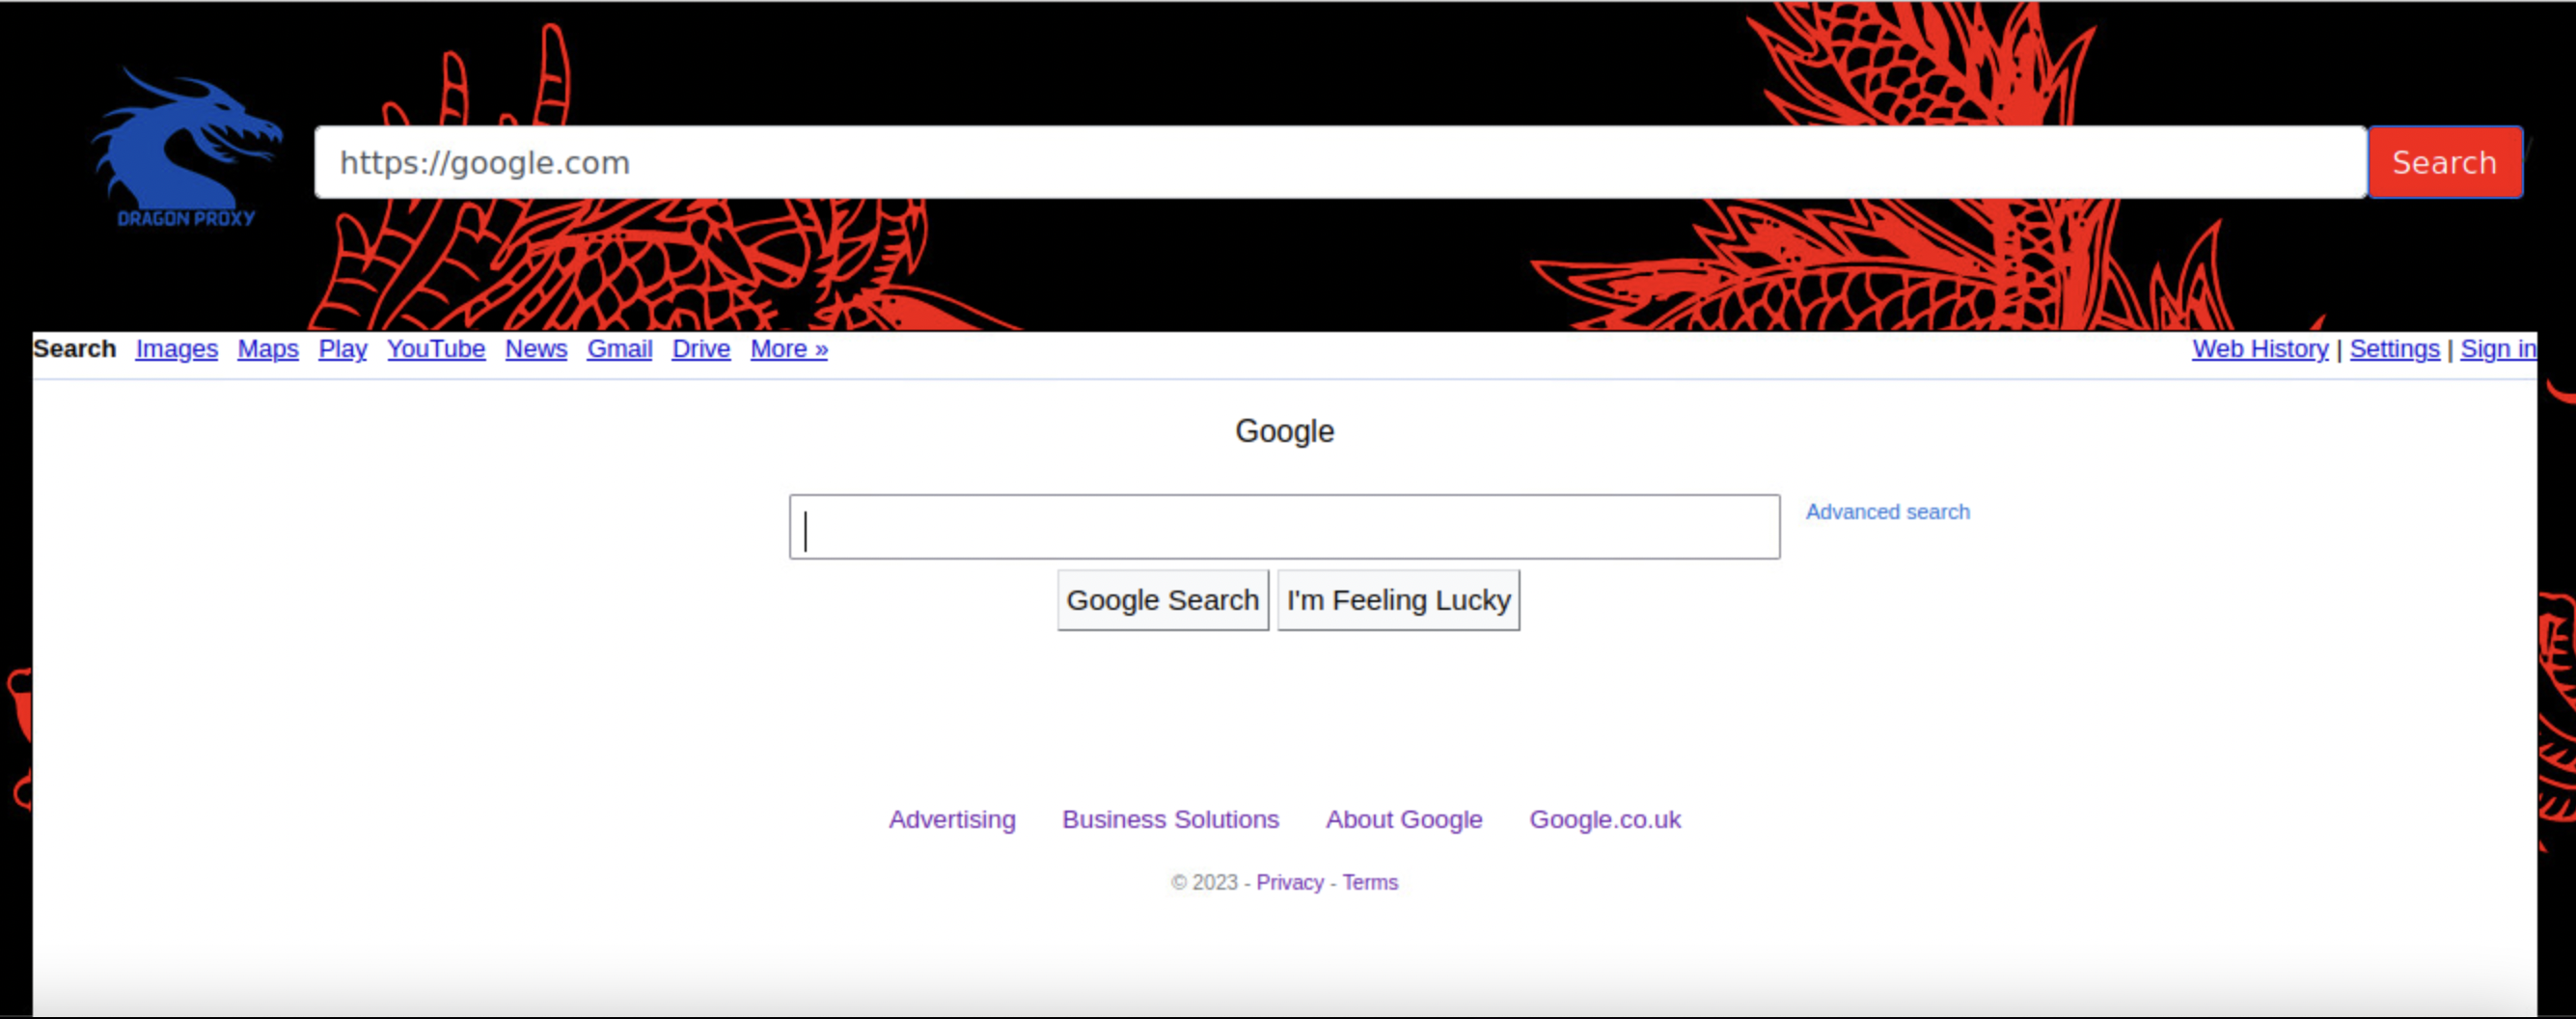 DRAGON PROXY
https://google.com
Search
Search Images Maps Play YouTube News Gmail Drive More »
Web History | Settings | Sign in
Google
Advanced search
Google Search I'm Feeling Lucky
Advertising Business Solutions About Google Google.co.uk
© 2023 - Privacy - Terms